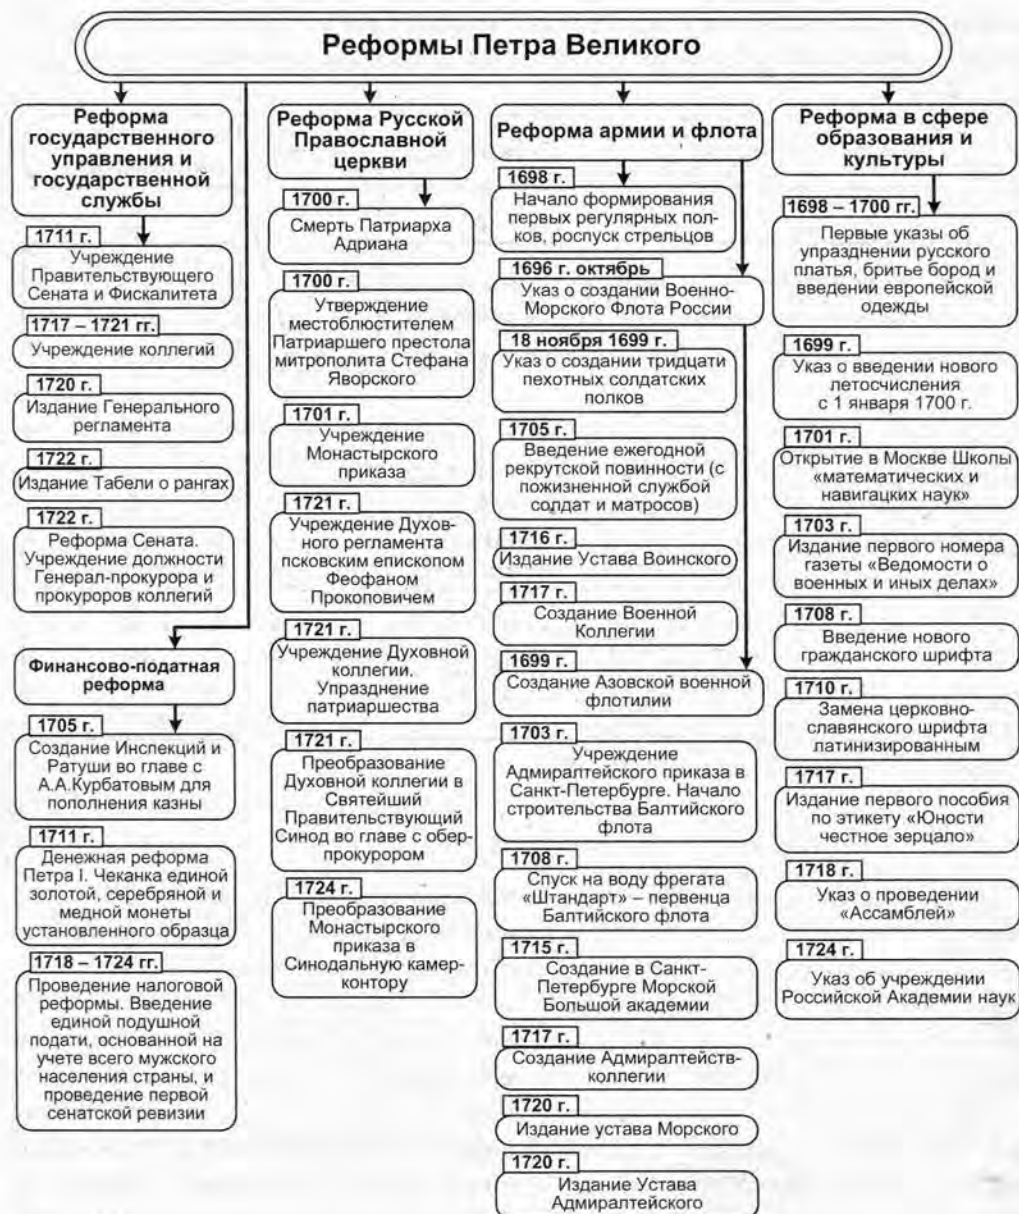 Реформы Петра Великого
Реформа
государственного
управления и
государственной
службы
1711 г.
Учреждение
Правительствующего
Сената и Фискалитета
1717 – 1721 гг.
Учреждение коллегий
1720 г.
Издание Генерального
регламента
1722 г.
Издание Табели о рангах
1722 г.
Реформа Сената.
Учреждение должности
Генерал-прокурора и
прокуроров коллегий
Финансово-податная
реформа
1705 г.
Создание Инспекций и
Ратуши во главе с
А.А.Курбатовым для
пополнения казны
1711 г.
Денежная реформа
Петра I. Чеканка единой
золотой, серебряной и
медной монеты
установленного образца
1718 – 1724 гг.
Проведение налоговой
реформы. Введение
единой подушной
подати, основанной на
учете всего мужского
населения страны, и
проведение первой
сенатской ревизии
Реформа Русской
Православной
церкви
1700 г.
Смерть Патриарха
Адриана
1700 г.
Утверждение
местоблюстителем
Патриаршего престола
митрополита Стефана
Яворского
1701 г.
Учреждение
Монастырского
приказа
1721 г.
Учреждение Духов-
ного регламента
псковским епископом
Феофаном
Прокоповичем
1721 г.
Учреждение Духовной
коллегии.
Упразднение
патриаршества
1721 г.
Преобразование
Духовной коллегии в
Святейший
Правительствующий
Синод во главе с обер-
прокурором
1724 г.
Преобразование
Монастырского
приказа в
Синодальную камер-
контору
Реформа армии и флота
1698 г.
Начало формирования
первых регулярных пол-
ков, роспуск стрельцов
1696 г. октябрь
Указ о создании Военно-
Морского Флота России
18 ноября 1699 г.
Указ о создании тридцати
пехотных солдатских
полков
1705 г.
Введение ежегодной
рекрутской повинности (с
пожизненной службой
солдат и матросов)
1716 г.
Издание Устава Воинского
1717 г.
Создание Военной
Коллегии
1699 г.
Создание Азовской военной
флотилии
1703 г.
Учреждение
Адмиралтейского приказа в
Санкт-Петербурге. Начало
строительства Балтийского
флота
1708 г.
Спуск на воду фрегата
«Штандарт» – первенца
Балтийского флота
1715 г.
Создание в Санкт-
Петербурге Морской
Большой академии
1717 г.
Создание Адмиралтейств-
коллегии
1720 г.
Издание устава Морского
1720 г.
Издание Устава
Адмиралтейского
Реформа в сфере
образования и
культуры
1698 – 1700 гг.
Первые указы об
упразднении русского
платья, бритье бород и
введении европейской
одежды
1699 г.
Указ о введении нового
летосчисления
с 1 января 1700 г.
1701 г.
Открытие в Москве Школы
«математических и
навигацких наук»
1703 г.
Издание первого номера
газеты «Ведомости о
военных и иных делах»
1708 г.
Введение нового
гражданского шрифта
1710 г.
Замена церковно-
славянского шрифта
латинизированным
1717 г.
Издание первого пособия
по этикету «Юности
честное зерцало»
1718 г.
Указ о проведении
«Ассамблей»
1724 г.
Указ об учреждении
Российской Академии наук